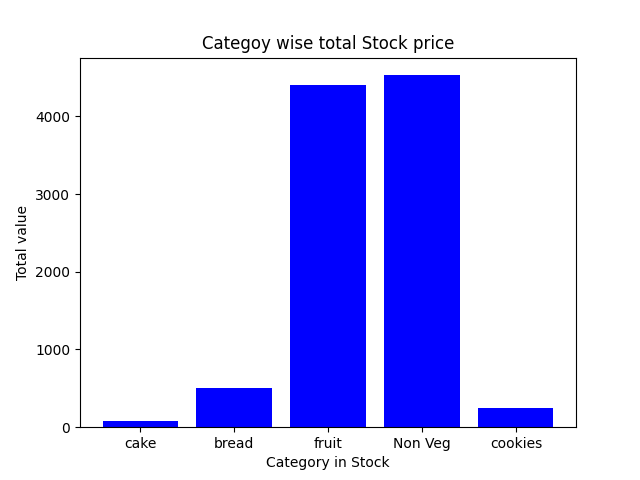 Categoy wise total Stock price
Total value
4000
3000
2000
1000
0
cake bread fruit Non Veg cookies
Category in Stock